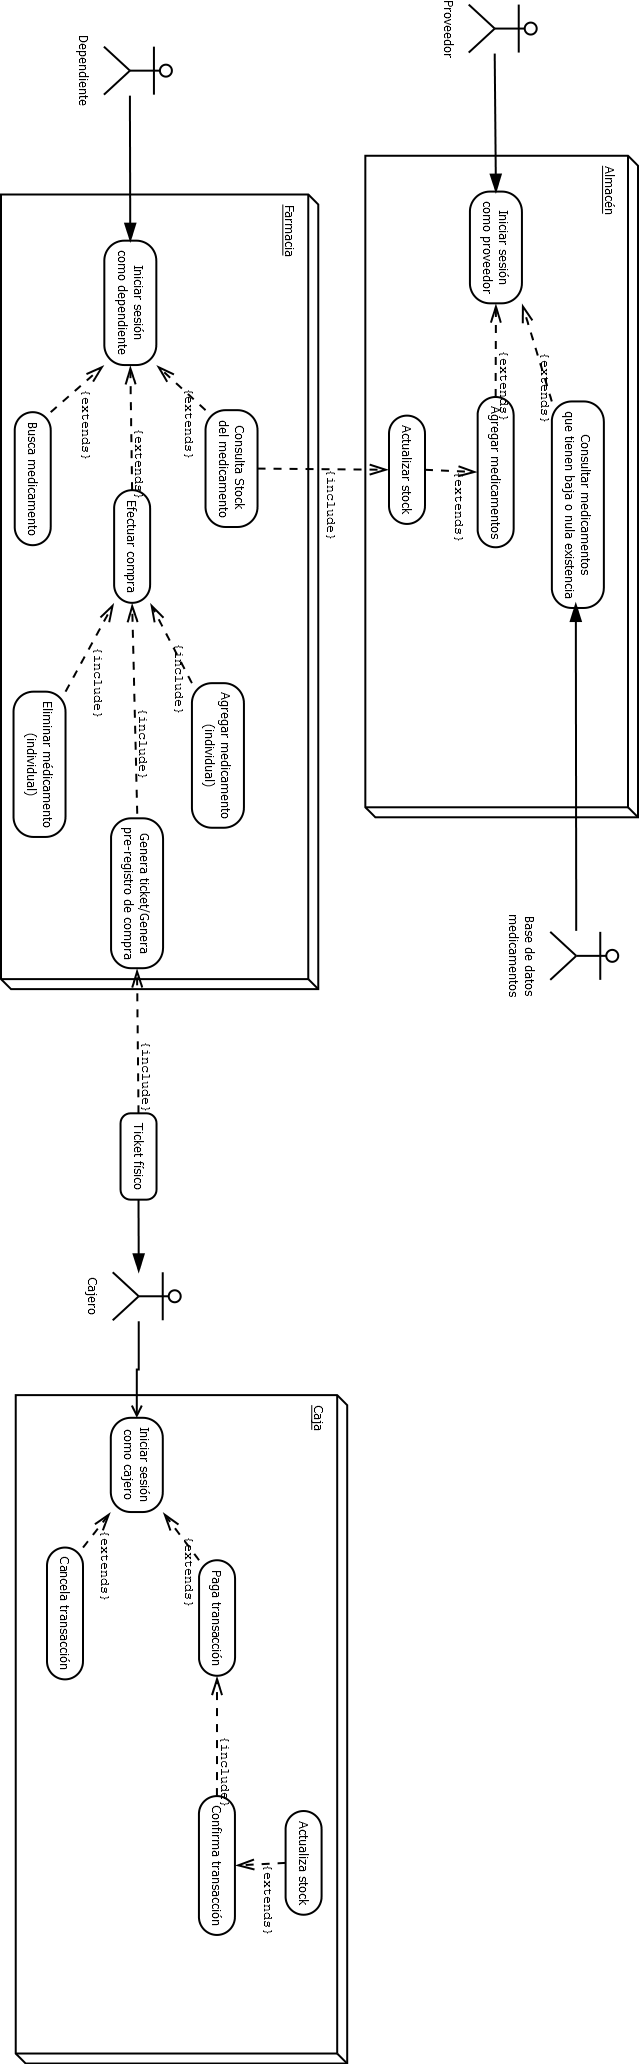 Proveedor
Almacén
Iniciar sesión
como proveedor
{extends}
{extends}
Consultar medicamentos
que tienen baja o nula existencia
Agregar medicamentos
Actualizar stock
{extends}
{include}
Base de datos
medicamentos
Dependiente
Farmacia
Iniciar sesión
como dependiente
{extends}
{extends}
{extends}
Consulta Stock
del medicamento
Efectuar compra
Busca medicamento
{include}
{include}
{include}
Agregar medicamento
(individual)
Eliminar médicamento
(individual)
Genera ticket/Genera
pre-registro de compra
{include}
Ticket físico
Cajero
Caja
Iniciar sesión
como cajero
{extends}
{extends}
Paga transacción
Cancela transacción
{include}
Confirma transacción
Actualiza stock
{extends}